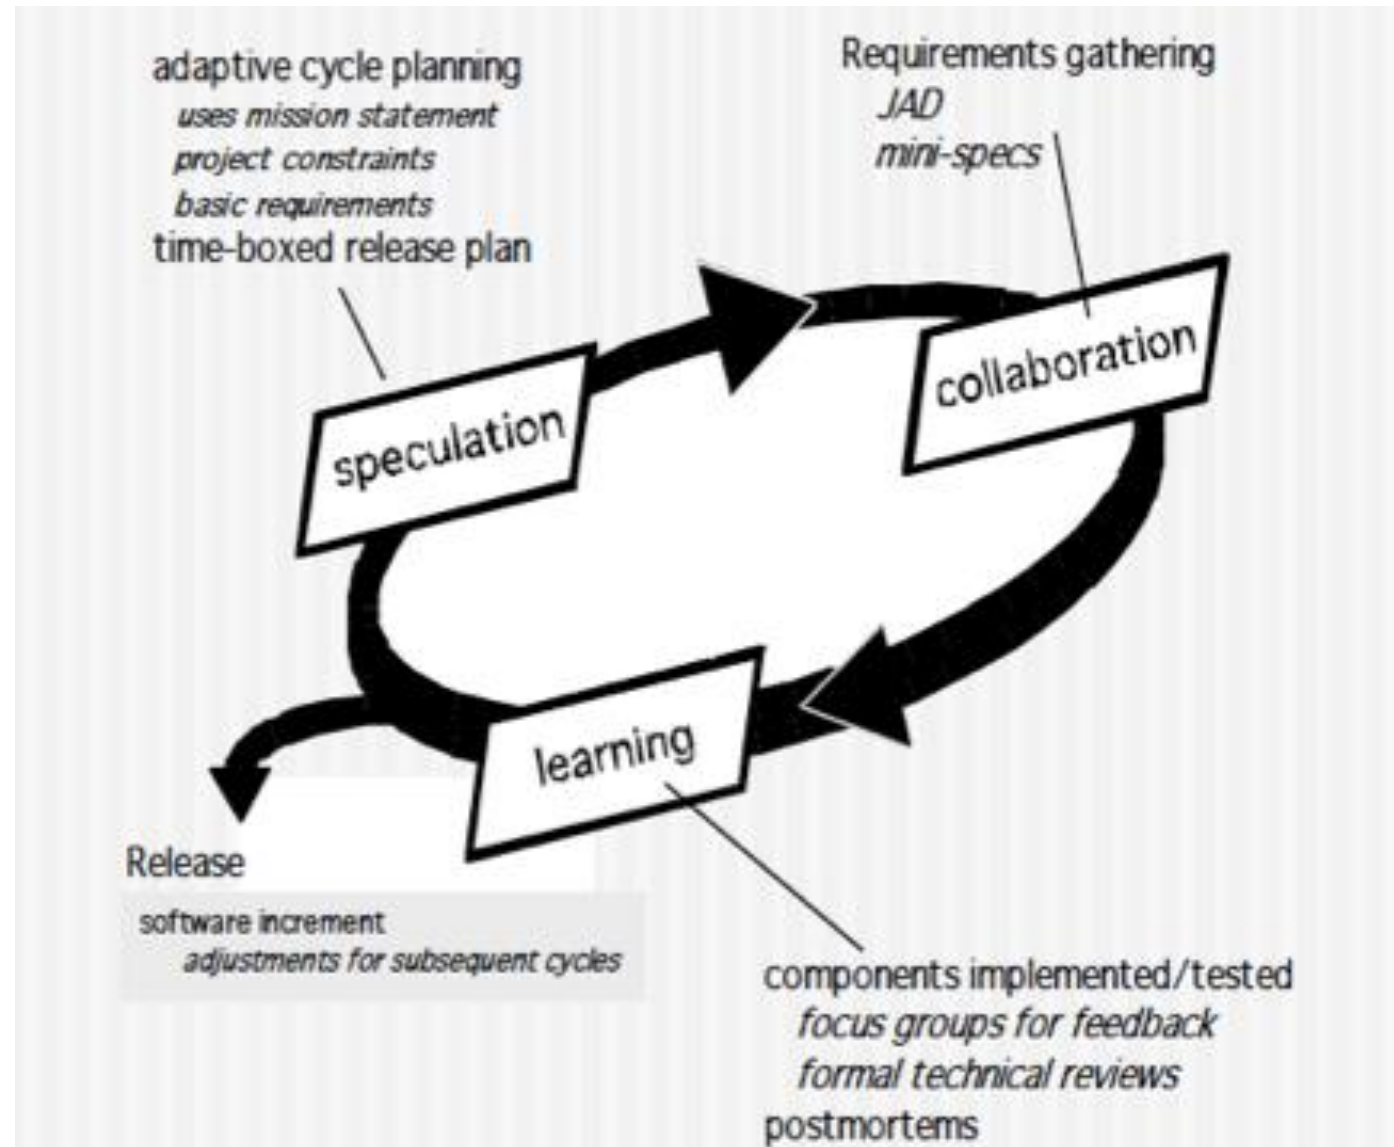 adaptive cycle planning
uses mission statement
project constraints
basic requirements
time-boxed release plan
Requirements gathering
JAD
mini-specs
speculation
collaboration
learning
Release
software increment
adjustments for subsequent cycles
components implemented/tested
focus groups for feedback
formal technical reviews
postmortems